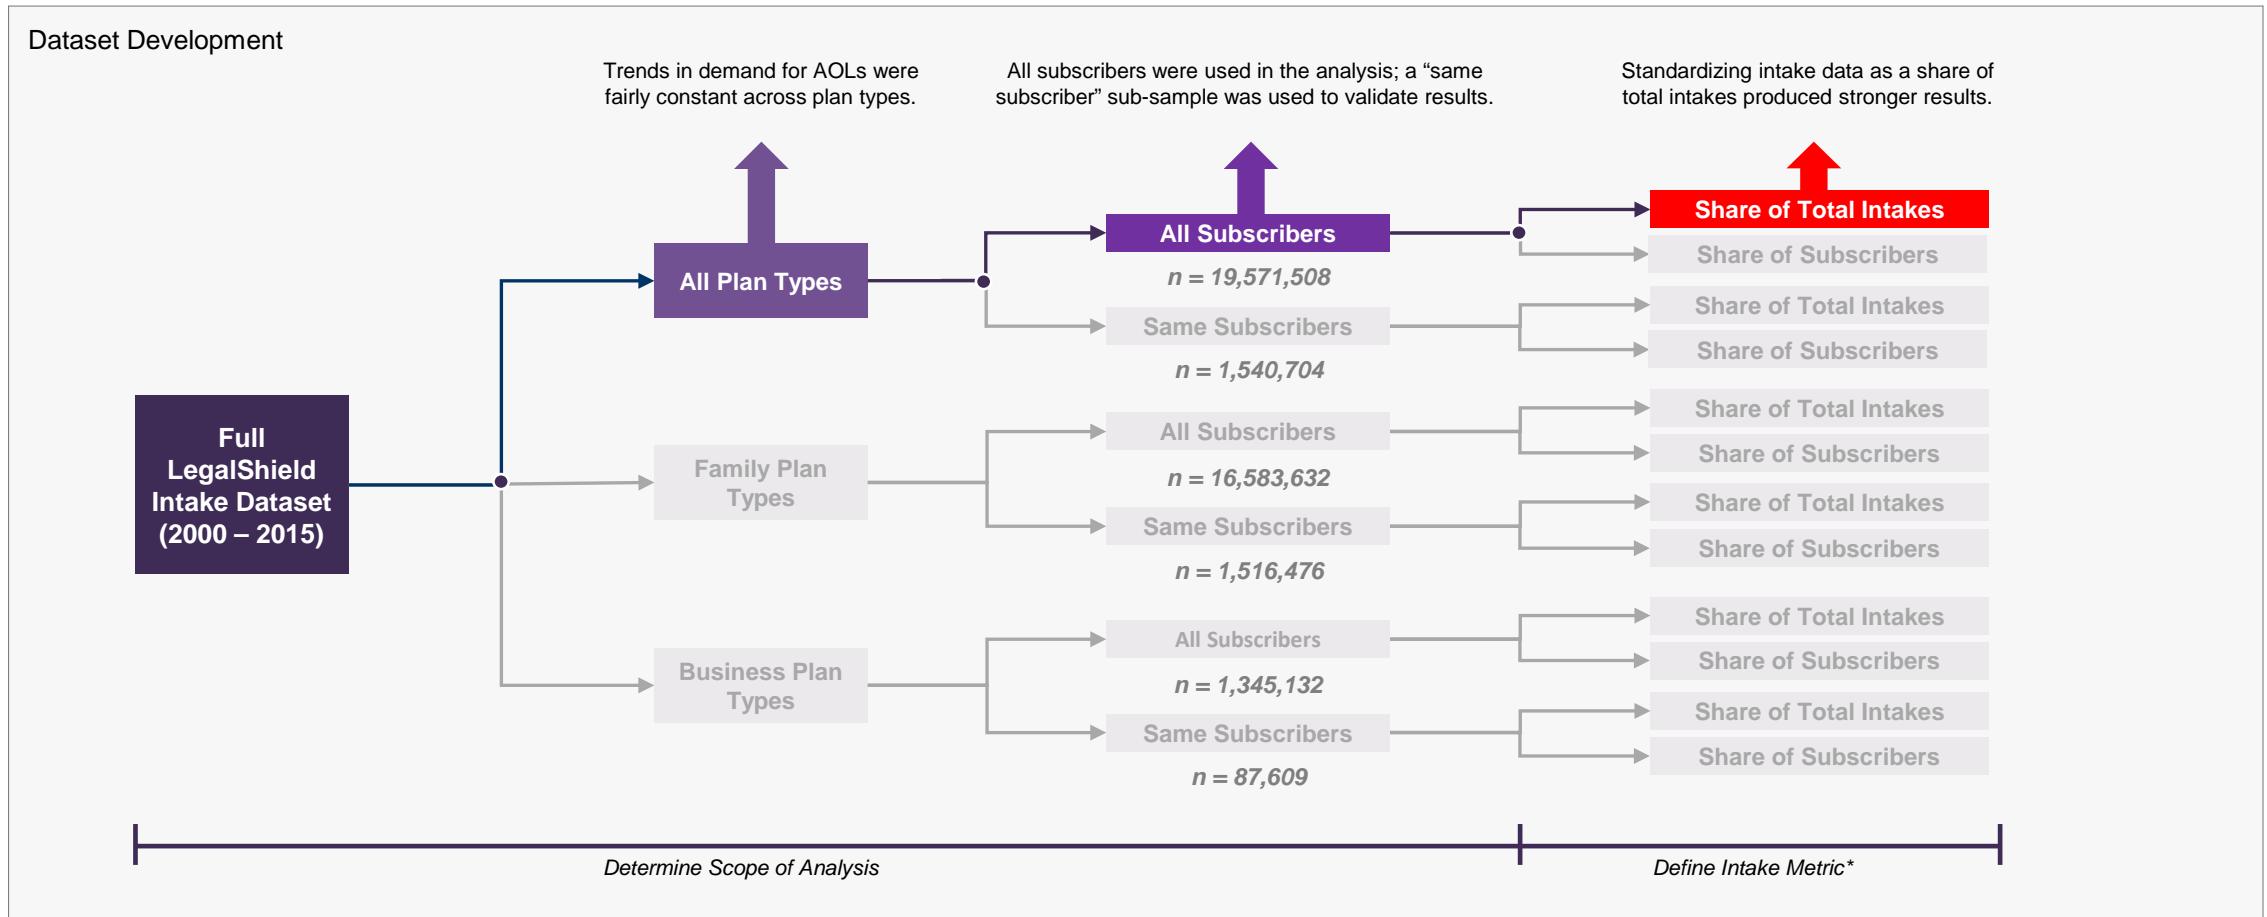 Dataset Development
Trends in demand for AOLs were
fairly constant across plan types.
All subscribers were used in the analysis; a “same
subscriber” sub-sample was used to validate results.
Standardizing intake data as a share of
total intakes produced stronger results.
Full
LegalShield
Intake Dataset
(2000 – 2015)
All Plan Types
All Subscribers
n = 19,571,508
Share of Total Intakes
Share of Subscribers
Same Subscribers
n = 1,540,704
Share of Total Intakes
Share of Subscribers
Family Plan
Types
All Subscribers
n = 16,583,632
Share of Total Intakes
Share of Subscribers
Same Subscribers
n = 1,516,476
Share of Total Intakes
Share of Subscribers
Business Plan
Types
All Subscribers
n = 1,345,132
Share of Total Intakes
Share of Subscribers
Same Subscribers
n = 87,609
Share of Total Intakes
Share of Subscribers
Determine Scope of Analysis
Define Intake Metric*